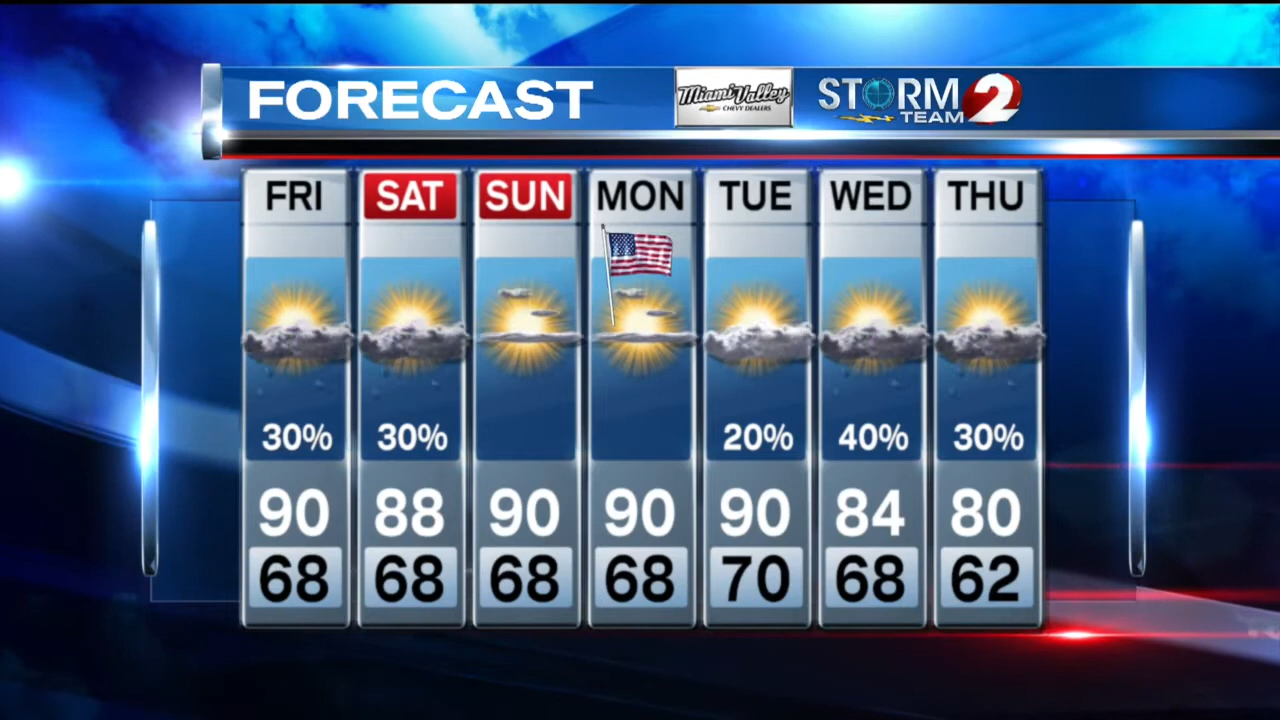 FORECAST
Miami Valley
CHEVY DEALERS
STORM
TEAM 2
FRI SAT SUN MON TUE WED THU
30% 30% 20% 40% 30%
90 88 90 90 90 84 80
68 68 68 68 70 68 62